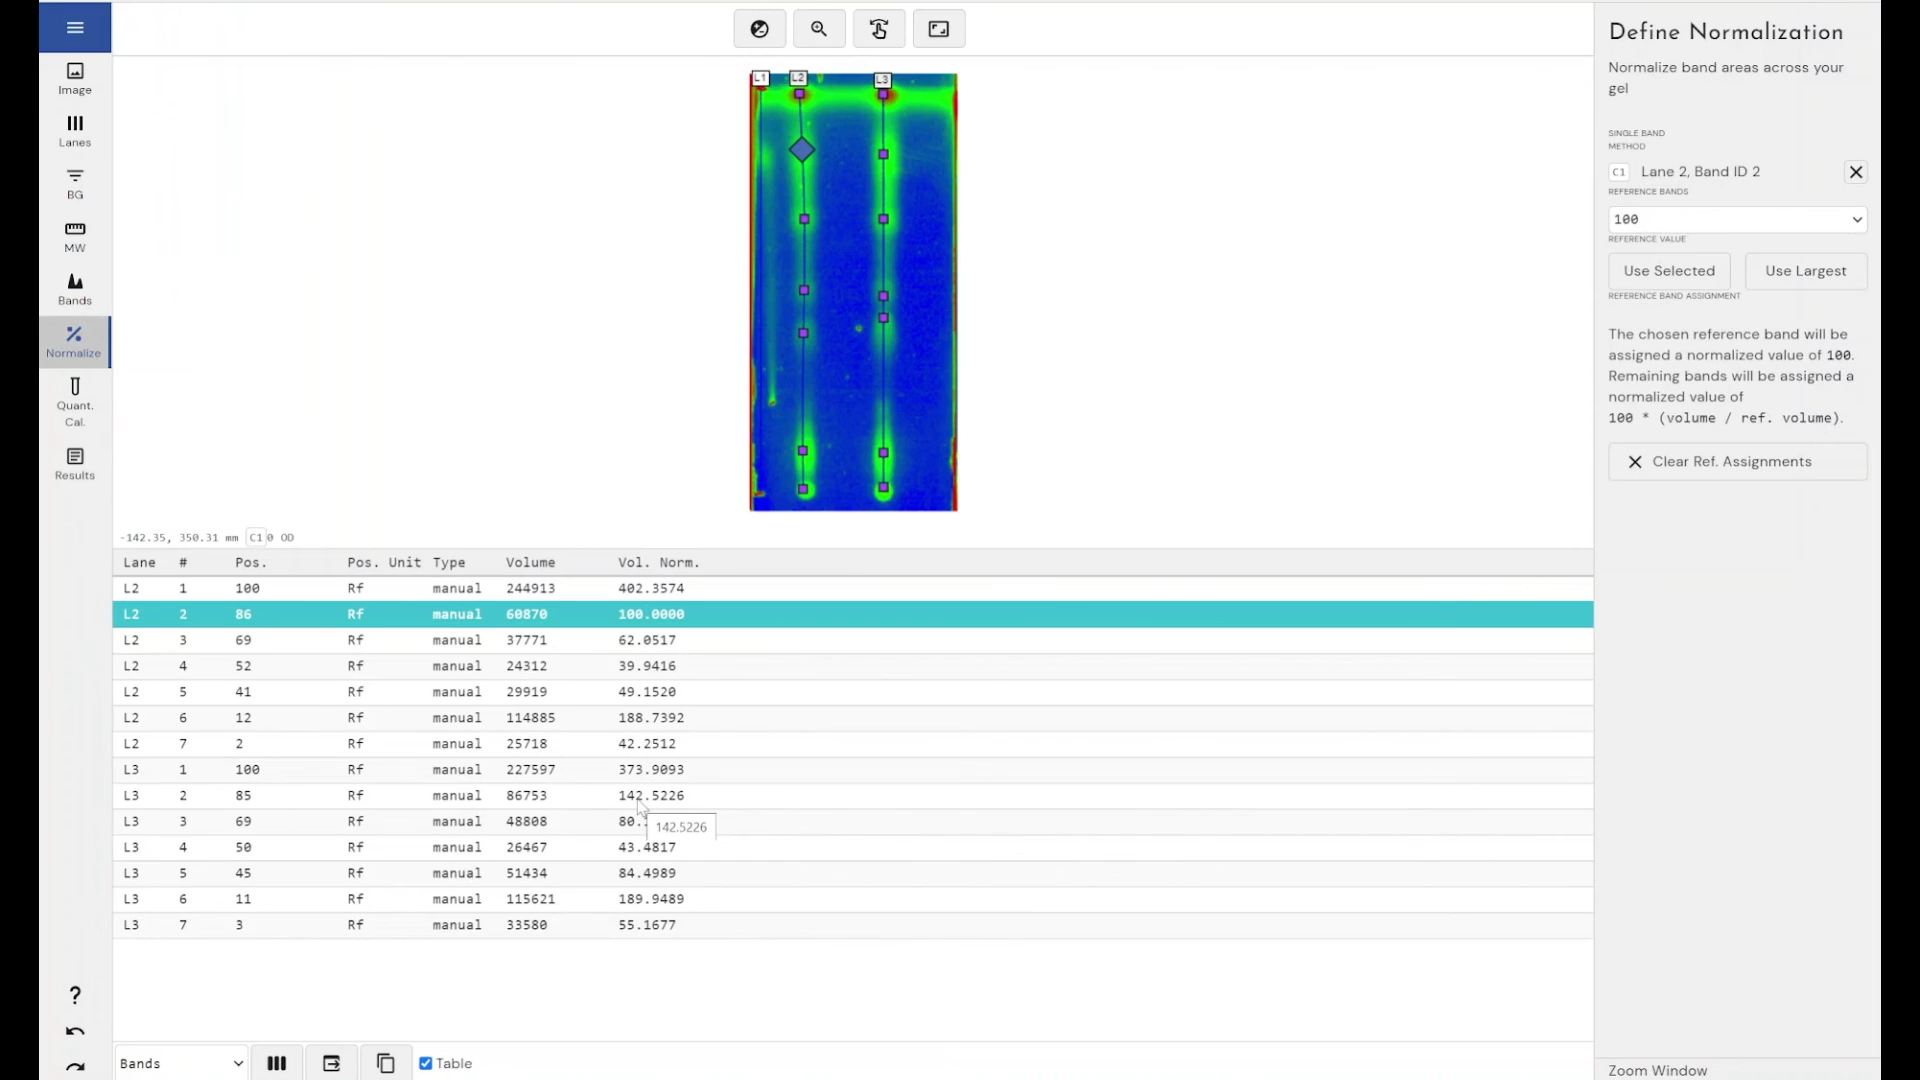 Image
Lanes
BG
MW
Bands
Normalize
Quant.
Cal.
Results
L1 L2 L3
-142.35, 350.31 mm C1 0 OD
Lane # Pos. Pos. Unit Type Volume Vol. Norm.
L2 1 100 Rf manual 244913 402.3574
L2 2 86 Rf manual 60870 100.0000
L2 3 69 Rf manual 37771 62.0517
L2 4 52 Rf manual 24312 39.9416
L2 5 41 Rf manual 29919 49.1520
L2 6 12 Rf manual 114885 188.7392
L2 7 2 Rf manual 25718 42.2512
L3 1 100 Rf manual 227597 373.9093
L3 2 85 Rf manual 86753 142.5226
L3 3 69 Rf manual 48808 80.
142.5226
L3 4 50 Rf manual 26467 43.4817
L3 5 45 Rf manual 51434 84.4989
L3 6 11 Rf manual 115621 189.9489
L3 7 3 Rf manual 33580 55.1677
?
Bands Table
Define Normalization
Normalize band areas across your
gel
SINGLE BAND
METHOD
C1 Lane 2, Band ID 2
REFERENCE BANDS
100
REFERENCE VALUE
Use Selected Use Largest
REFERENCE BAND ASSIGNMENT
The chosen reference band will be
assigned a normalized value of 100.
Remaining bands will be assigned a
normalized value of
100 * (volume / ref. volume).
Clear Ref. Assignments
Zoom Window